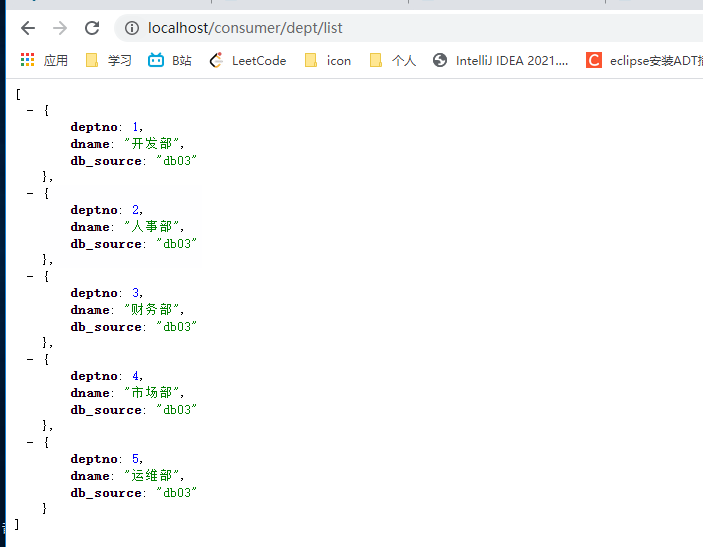 localhost/consumer/dept/list
应用 学习 B站 LeetCode icon 个人 IntelliJ IDEA 2021.... eclipse安装ADT
[
- {
deptno: 1,
dname: "开发部",
db_source: "db03"
},
- {
deptno: 2,
dname: "人事部",
db_source: "db03"
},
- {
deptno: 3,
dname: "财务部",
db_source: "db03"
},
- {
deptno: 4,
dname: "市场部",
db_source: "db03"
},
- {
deptno: 5,
dname: "运维部",
db_source: "db03"
}
]